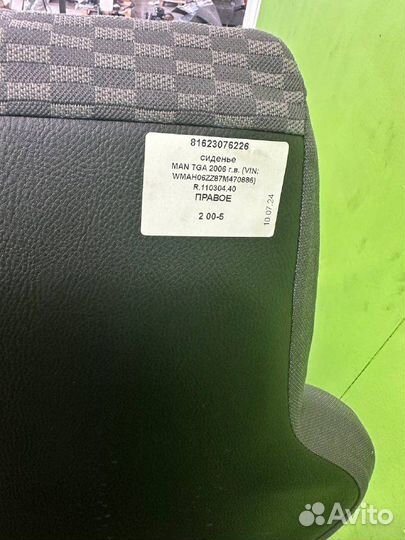 81623076226
сиденье
MAN TGA 2006 г.в. (VIN:
WMAH06ZZ87M470886)
R.110304,40
ПРАВОЕ
2 00-5
10.07.24
Avito